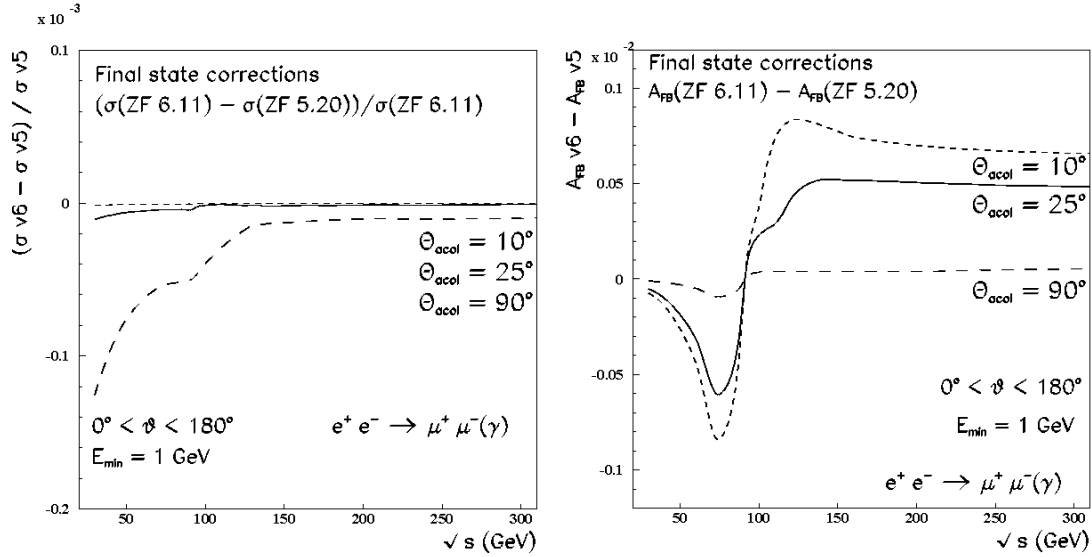 x 10 ⁻³
(σ v6 − σ v5) / σ v5
0.1
0
-0.1
-0.2
Final state corrections
(σ(ZF 6.11) − σ(ZF 5.20))/σ(ZF 6.11)
Θacol = 10°
Θacol = 25°
Θacol = 90°
0° < ϑ < 180°
e⁺ e⁻ → μ⁺ μ⁻(γ)
Emin = 1 GeV
50 100 150 200 250 300
√ s (GeV)
x 10 ⁻²
A_FB v6 − A_FB v5
0.1
0.05
0
-0.05
-0.1
Final state corrections
A_FB(ZF 6.11) − A_FB(ZF 5.20)
Θacol = 10°
Θacol = 25°
Θacol = 90°
0° < ϑ < 180°
Emin = 1 GeV
e⁺ e⁻ → μ⁺ μ⁻(γ)
50 100 150 200 250 300
√ s (GeV)